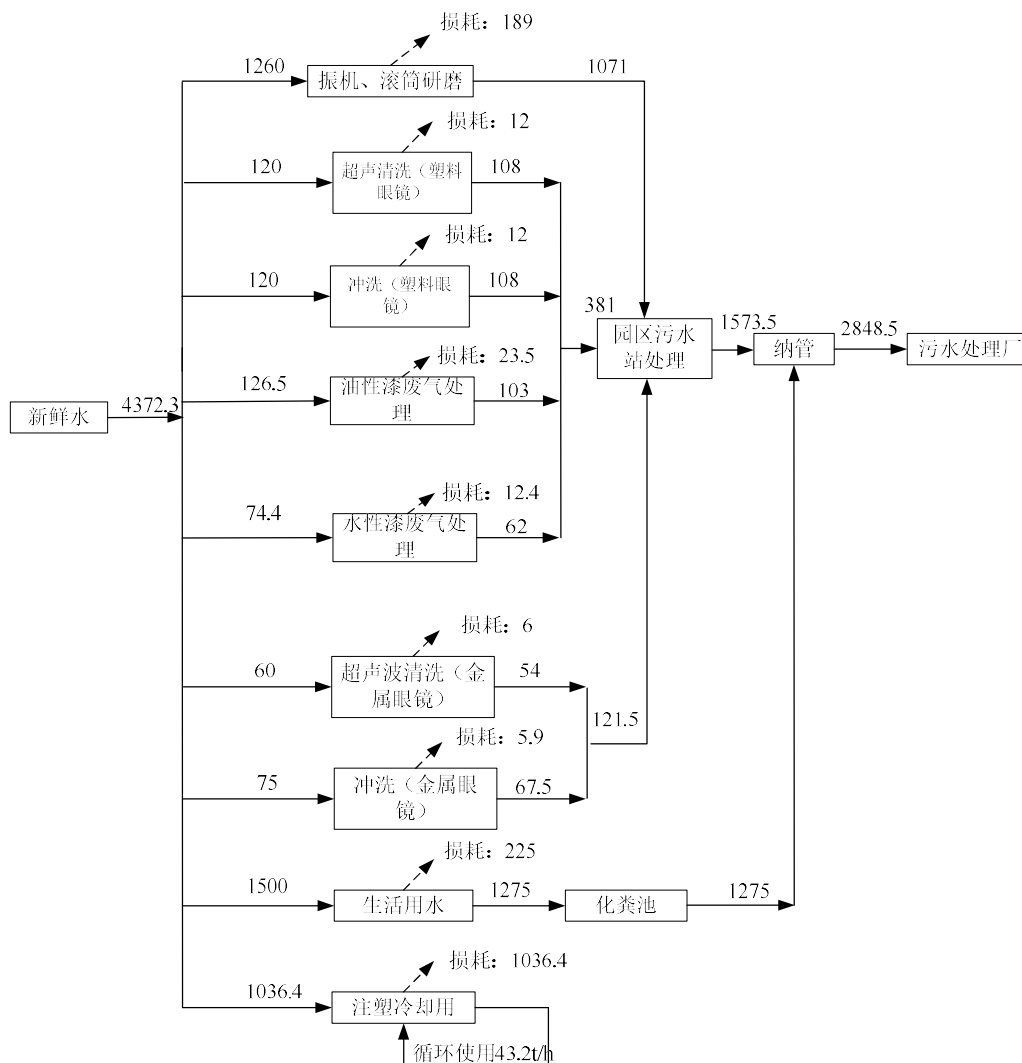 损耗：189
1260
振机、滚筒研磨
1071
损耗：12
120
超声清洗（塑料
眼镜）
108
损耗：12
120
冲洗（塑料眼
镜）
108
381
园区污水
站处理
1573.5
纳管
2848.5
污水处理厂
损耗：23.5
126.5
油性漆废气处
理
103
新鲜水
4372.3
损耗：12.4
74.4
水性漆废气处
理
62
损耗：6
60
超声波清洗（金
属眼镜）
54
121.5
损耗：5.9
75
冲洗（金属眼
镜）
67.5
损耗：225
1500
生活用水
1275
化粪池
1275
损耗：1036.4
1036.4
注塑冷却用
循环使用43.2t/h